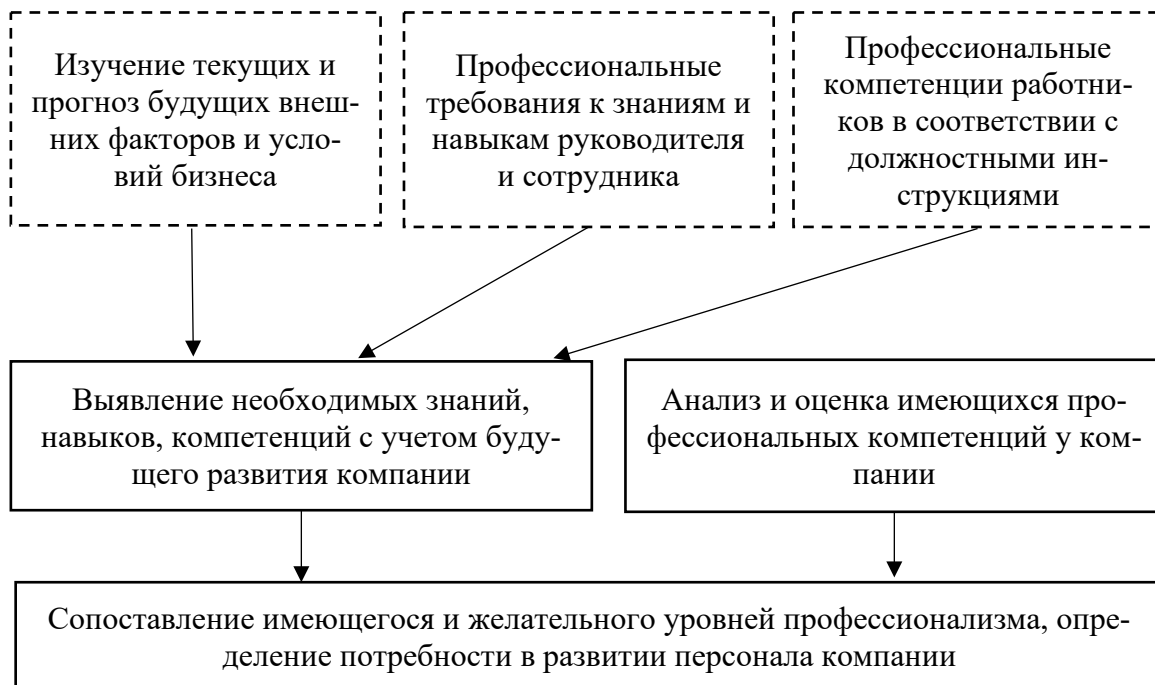 Изучение текущих и
прогноз будущих внеш-
них факторов и усло-
вий бизнеса
Профессиональные
требования к знаниям и
навыкам руководителя
и сотрудника
Профессиональные
компетенции работни-
ков в соответствии с
должностными ин-
струкциями
Выявление необходимых знаний,
навыков, компетенций с учетом буду-
щего развития компании
Анализ и оценка имеющихся про-
фессиональных компетенций у ком-
пании
Сопоставление имеющегося и желательного уровней профессионализма, опре-
деление потребности в развитии персонала компании